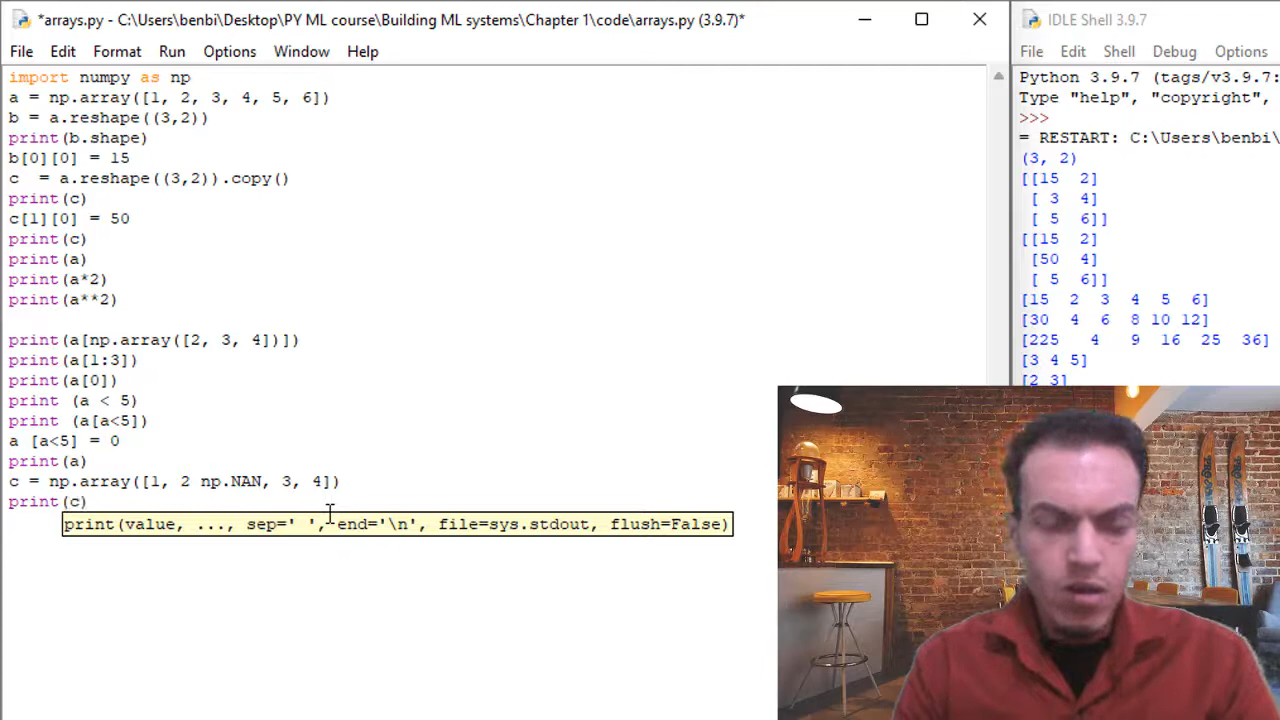 *arrays.py - C:\Users\benbi\Desktop\PY ML course\Building ML systems\Chapter 1\code\arrays.py (3.9.7)*
File Edit Format Run Options Window Help
import numpy as np
a = np.array([1, 2, 3, 4, 5, 6])
b = a.reshape((3,2))
print(b.shape)
b[0][0] = 15
c  = a.reshape((3,2)).copy()
print(c)
c[1][0] = 50
print(c)
print(a)
print(a*2)
print(a**2)
print(a[np.array([2, 3, 4])])
print(a[1:3])
print(a[0])
print (a < 5)
print (a[a<5])
a [a<5] = 0
print(a)
c = np.array([1, 2 np.NAN, 3, 4])
print(c)
print(value, ..., sep=' ', end='\n', file=sys.stdout, flush=False)
IDLE Shell 3.9.7
File Edit Shell Debug Options
Python 3.9.7 (tags/v3.9.7:
Type "help", "copyright",
>>>
= RESTART: C:\Users\benbi\
(3, 2)
[[15  2]
 [ 3  4]
 [ 5  6]]
[[15  2]
 [50  4]
 [ 5  6]]
[15  2  3  4  5  6]
[30  4  6  8 10 12]
[225   4   9  16  25  36]
[3 4 5]
[2 3]